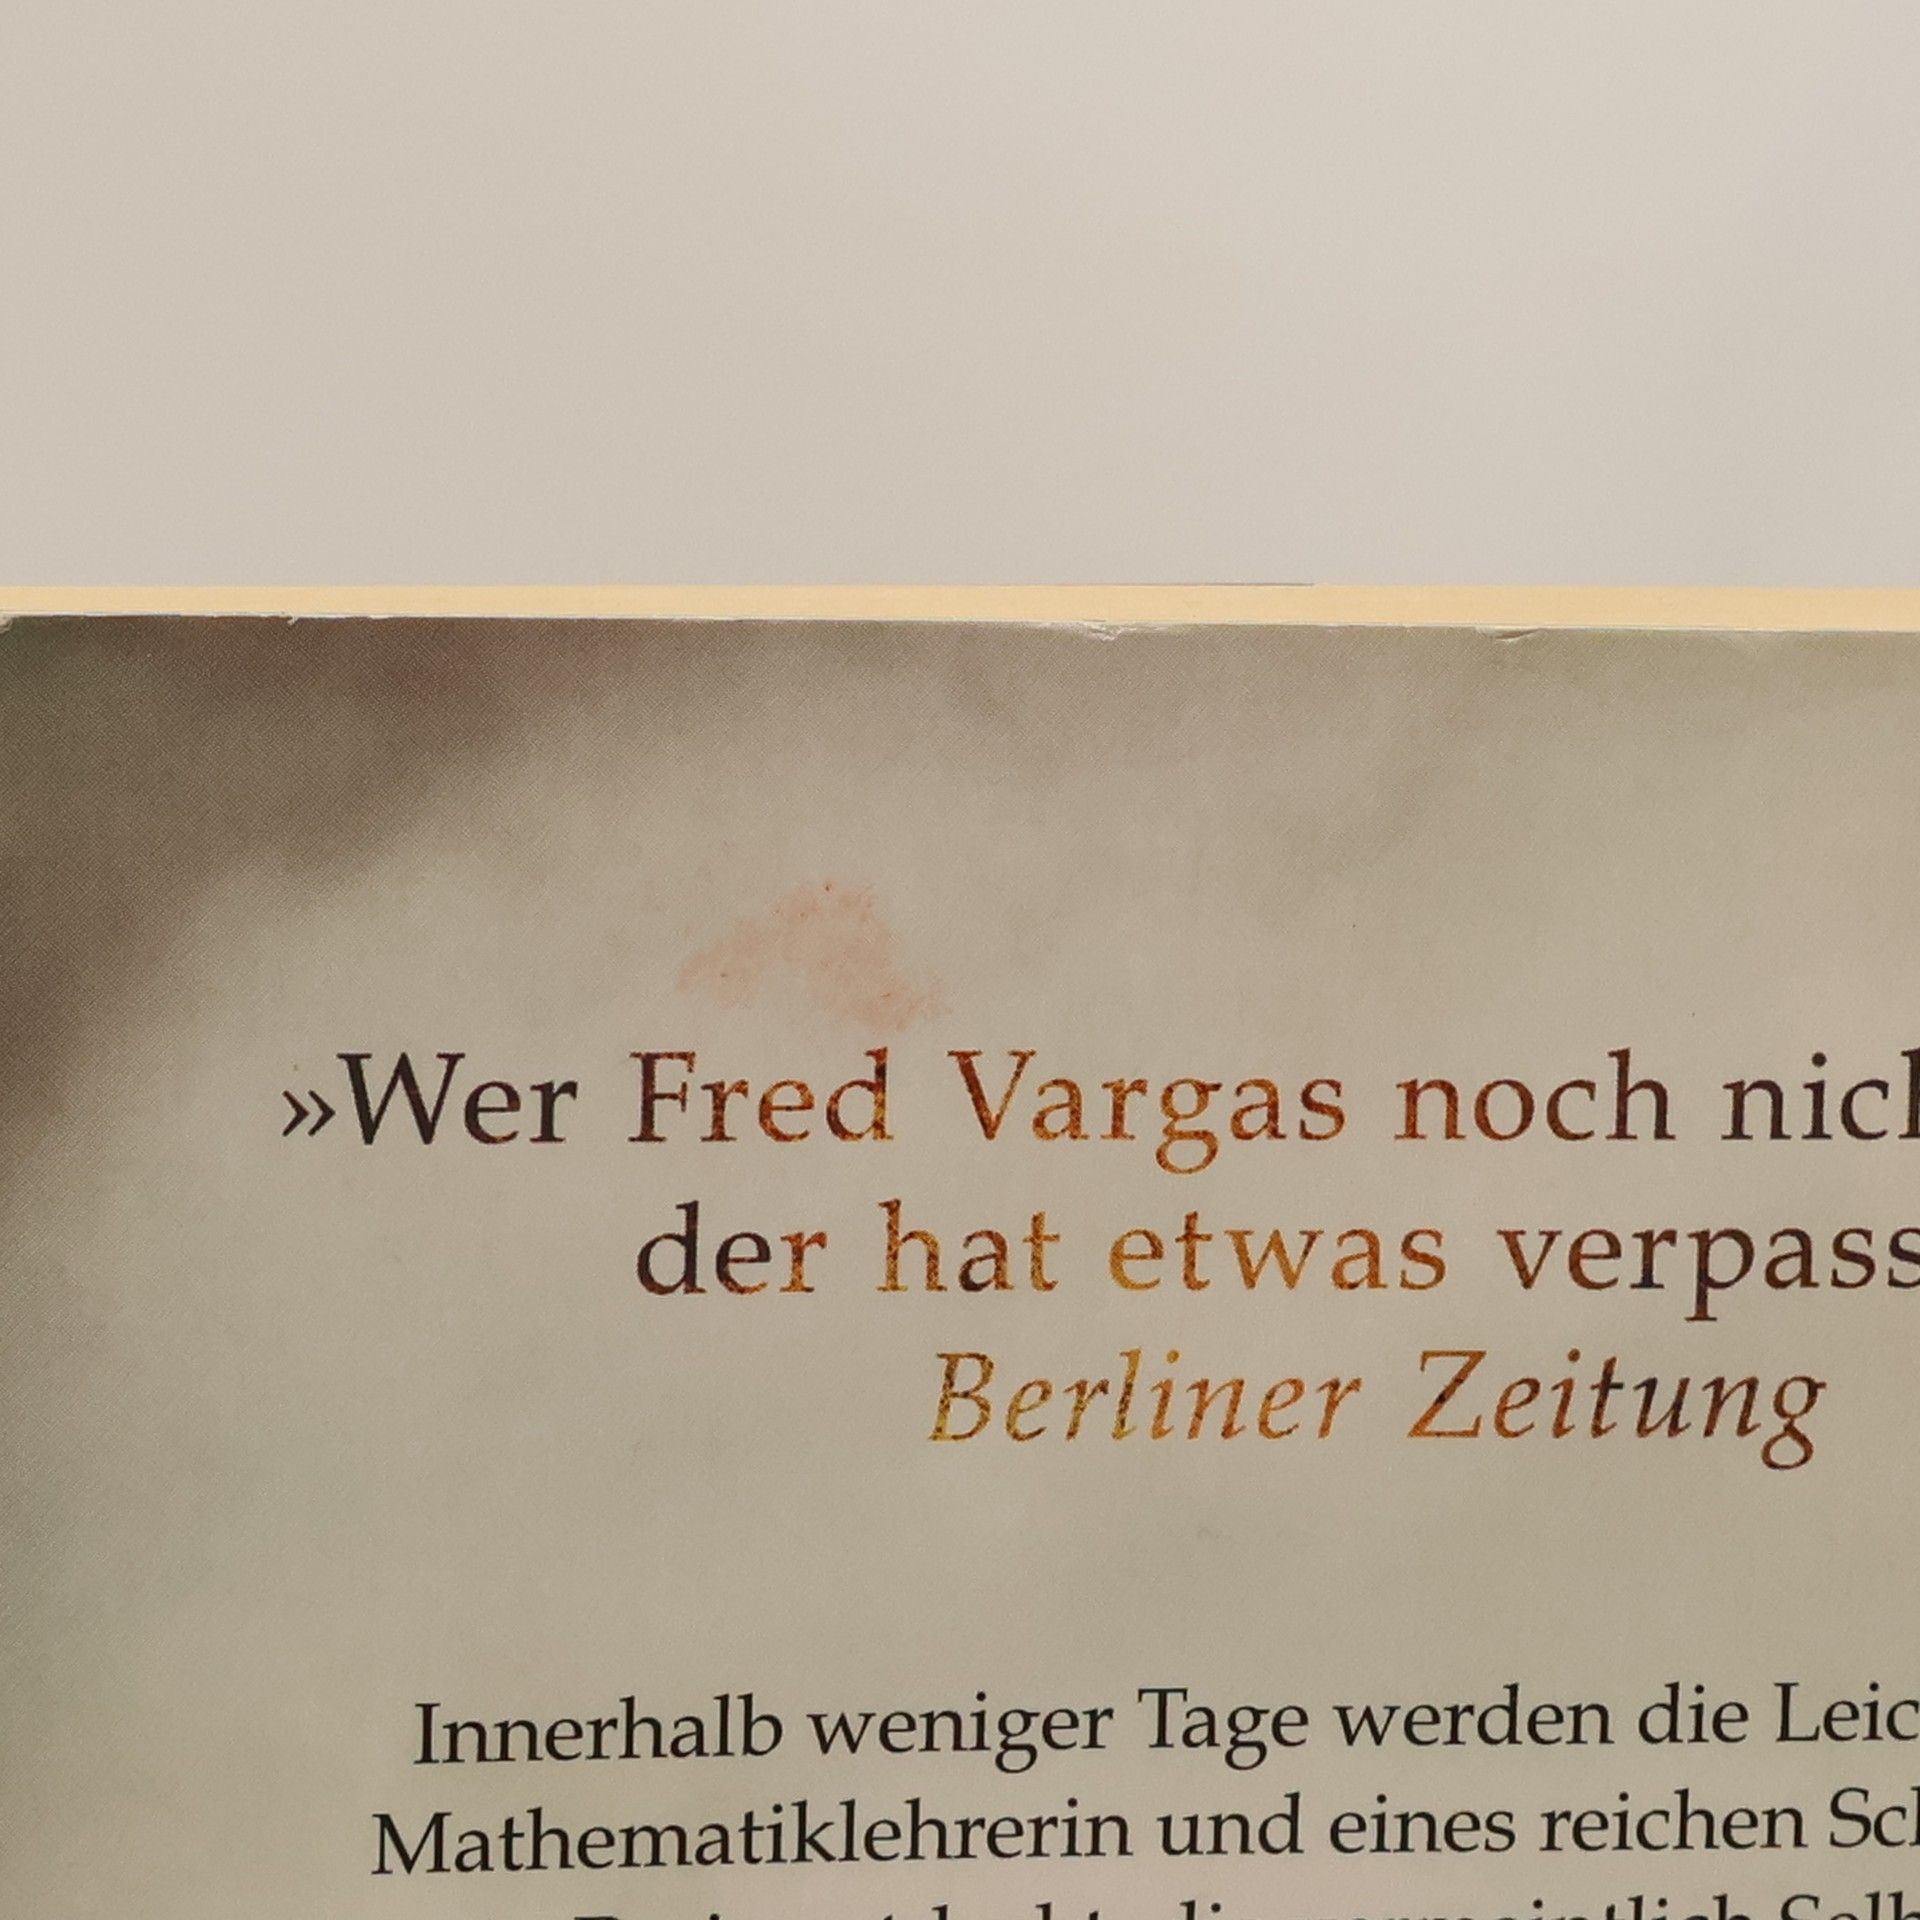 »Wer Fred Vargas noch
der hat etwas
Berliner Zeitung
Innerhalb weniger Tage werden die
Mathematiklehrerin und eines reichen